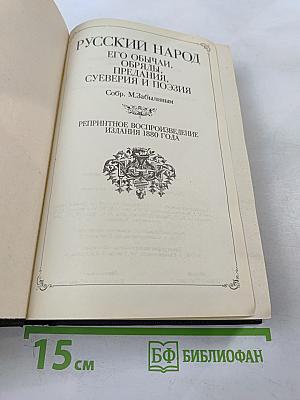 РУССКИЙ НАРОД
ЕГО ОБЫЧАИ,
ОБРЯДЫ,
ПРЕДАНИЯ,
СУЕВЕРИЯ И ПОЭЗИЯ
Собр. М.Забылиным
РЕПРИНТНОЕ ВОСПРОИЗВЕДЕНИЕ
ИЗДАНИЯ 1880 ГОДА
15 см
БФ БИБЛИОФАН